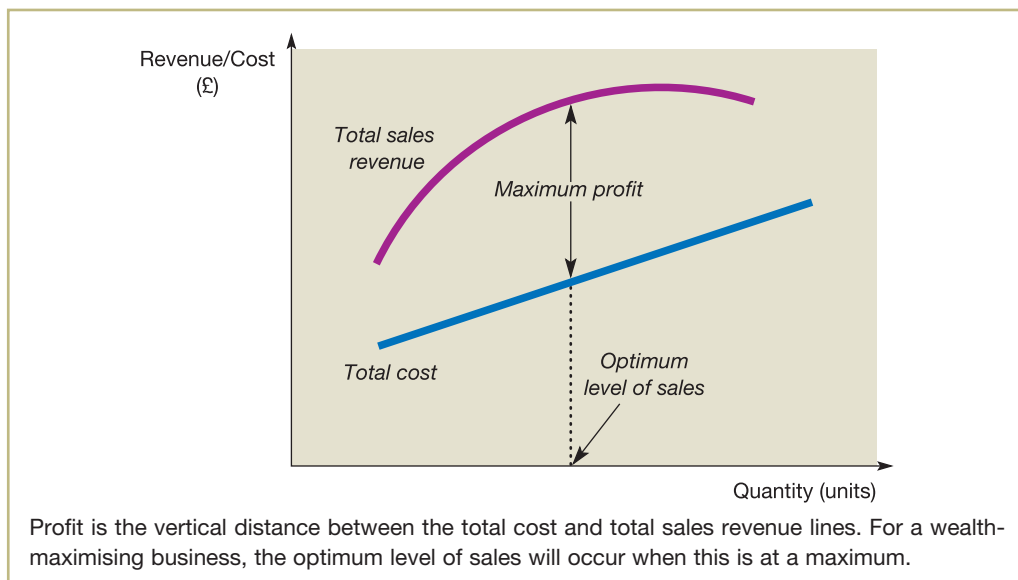 Revenue/Cost
(£)
Total sales
revenue
Maximum profit
Total cost
Optimum
level of sales
Quantity (units)
Profit is the vertical distance between the total cost and total sales revenue lines. For a wealth-
maximising business, the optimum level of sales will occur when this is at a maximum.